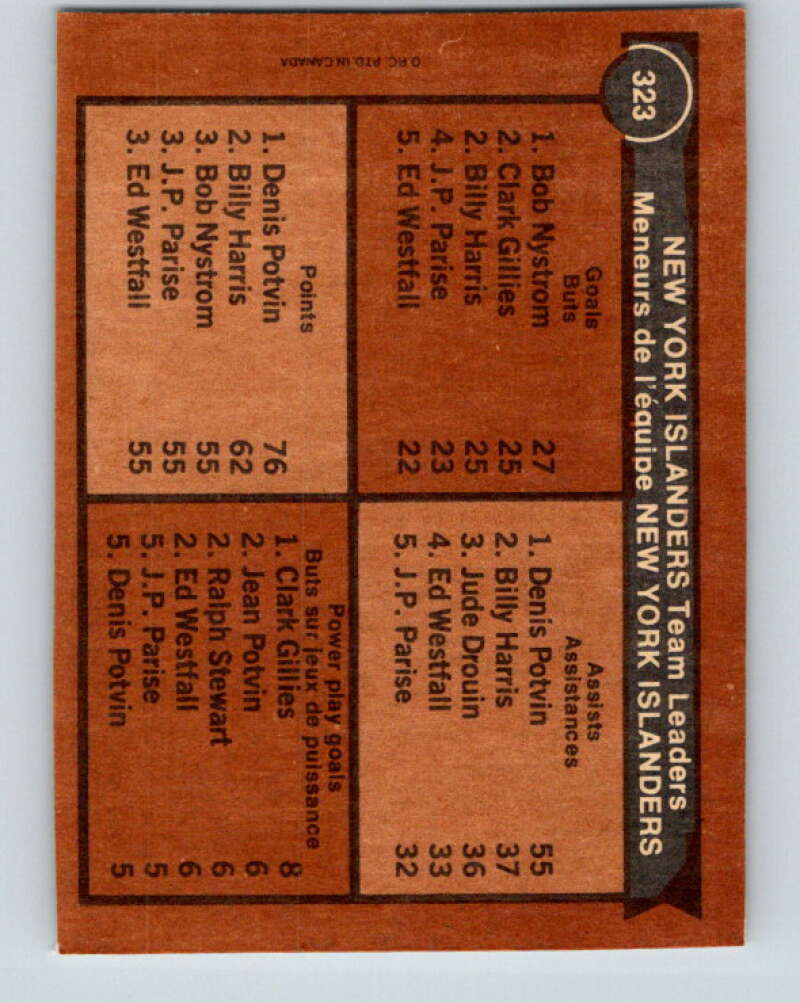 323
NEW YORK ISLANDERS Team Leaders
Meneurs de l'équipe NEW YORK ISLANDERS
Goals
Buts
1. Bob Nystrom 27
2. Clark Gillies 25
2. Billy Harris 25
4. J.P. Parise 23
5. Ed Westfall 22
Assists
Assistances
1. Denis Potvin 55
2. Billy Harris 37
3. Jude Drouin 36
4. Ed Westfall 33
5. J.P. Parise 32
Points
1. Denis Potvin 76
2. Billy Harris 62
3. Bob Nystrom 55
3. J.P. Parise 55
3. Ed Westfall 55
Power play goals
Buts sur jeux de puissance
1. Clark Gillies 8
2. Jean Potvin 6
2. Ralph Stewart 6
2. Ed Westfall 6
5. J.P. Parise 5
5. Denis Potvin 5
O.P.C. PTD. IN CANADA